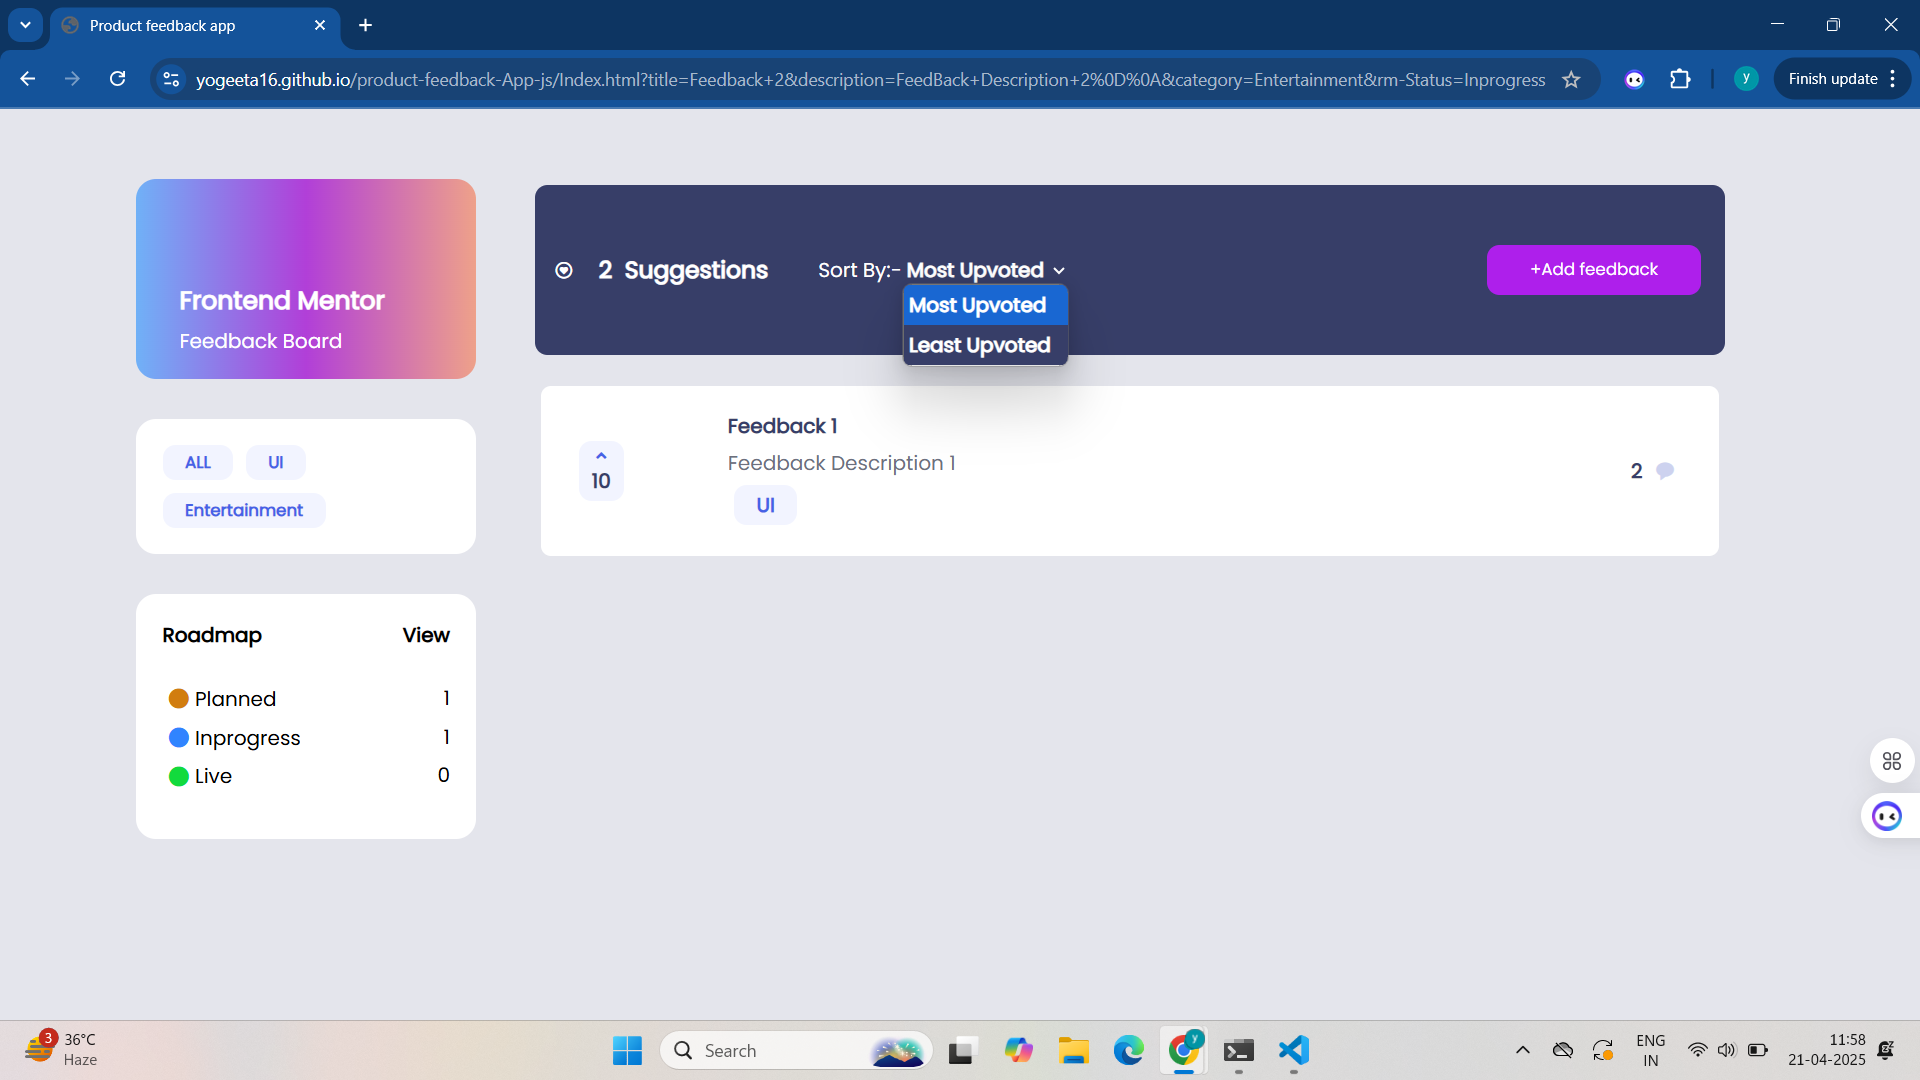 Product feedback app
yogeeta16.github.io/product-feedback-App-js/Index.html?title=Feedback+2&description=FeedBack+Description+2%0D%0A&category=Entertainment&rm-Status=Inprogress
y
Finish update
Frontend Mentor
Feedback Board
2 Suggestions
Sort By:- Most Upvoted
+Add feedback
Most Upvoted
Least Upvoted
Feedback 1
Feedback Description 1
UI
10
2
ALL
UI
Entertainment
Roadmap
View
Planned
1
Inprogress
1
Live
0
3
36°C
Haze
Search
y
ENG
IN
11:58
21-04-2025